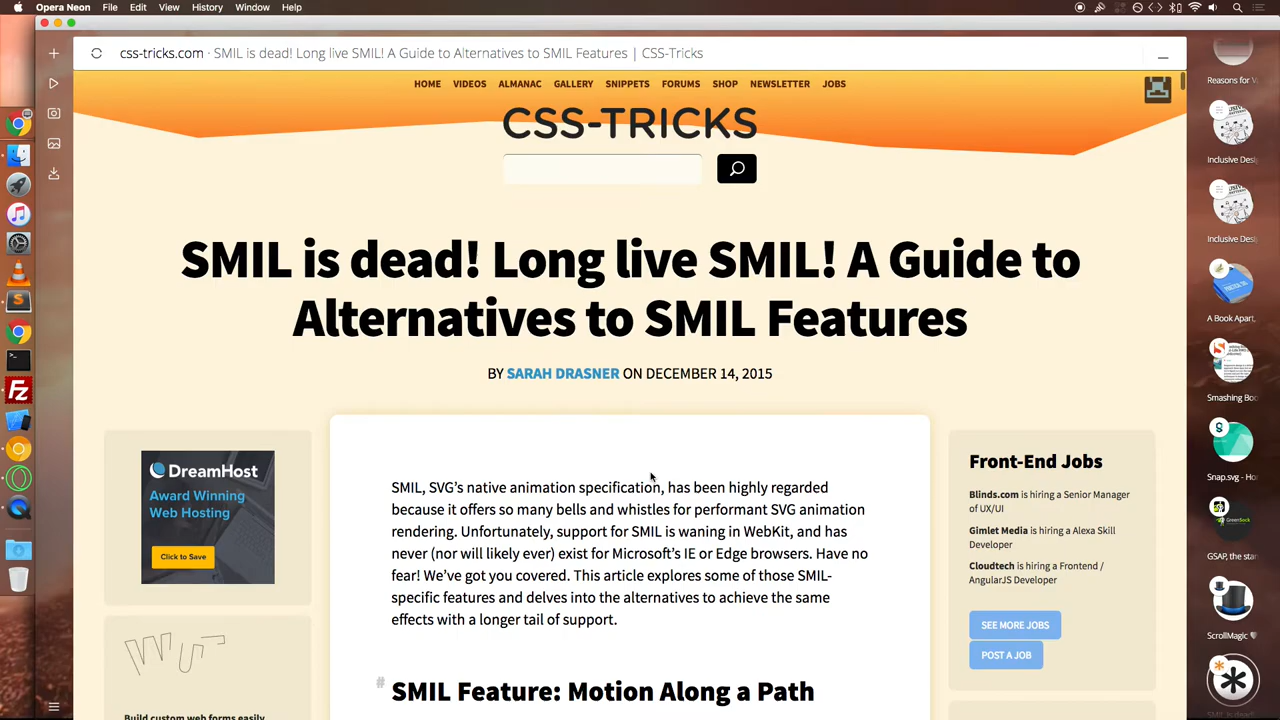 Opera Neon File Edit View History Window Help
css-tricks.com · SMIL is dead! Long live SMIL! A Guide to Alternatives to SMIL Features | CSS-Tricks
HOME VIDEOS ALMANAC GALLERY SNIPPETS FORUMS SHOP NEWSLETTER JOBS
CSS-TRICKS
SMIL is dead! Long live SMIL! A Guide to
Alternatives to SMIL Features
BY SARAH DRASNER ON DECEMBER 14, 2015
DreamHost
Award Winning
Web Hosting
Click to Save
WUF
Build custom web forms easily
SMIL, SVG's native animation specification, has been highly regarded
because it offers so many bells and whistles for performant SVG animation
rendering. Unfortunately, support for SMIL is waning in WebKit, and has
never (nor will likely ever) exist for Microsoft's IE or Edge browsers. Have no
fear! We've got you covered. This article explores some of those SMIL-
specific features and delves into the alternatives to achieve the same
effects with a longer tail of support.
# SMIL Feature: Motion Along a Path
Front-End Jobs
Blinds.com is hiring a Senior Manager
of UX/UI
Gimlet Media is hiring a Alexa Skill
Developer
Cloudtech is hiring a Frontend /
AngularJS Developer
SEE MORE JOBS
POST A JOB
Reasons for
Inclusive Desi
Inclusive Desi
A Book Apart,
Smashing Boo
Snap.svg - Ho
GreenSock
GSAP, the stan
ScrollMagic